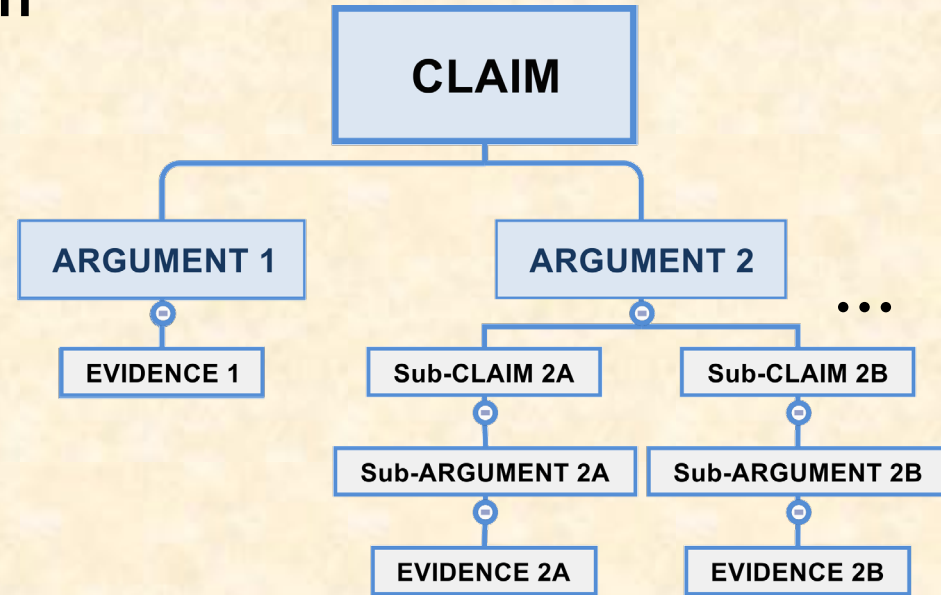 CLAIM
ARGUMENT 1
ARGUMENT 2
...
EVIDENCE 1
Sub-CLAIM 2A
Sub-CLAIM 2B
Sub-ARGUMENT 2A
Sub-ARGUMENT 2B
EVIDENCE 2A
EVIDENCE 2B